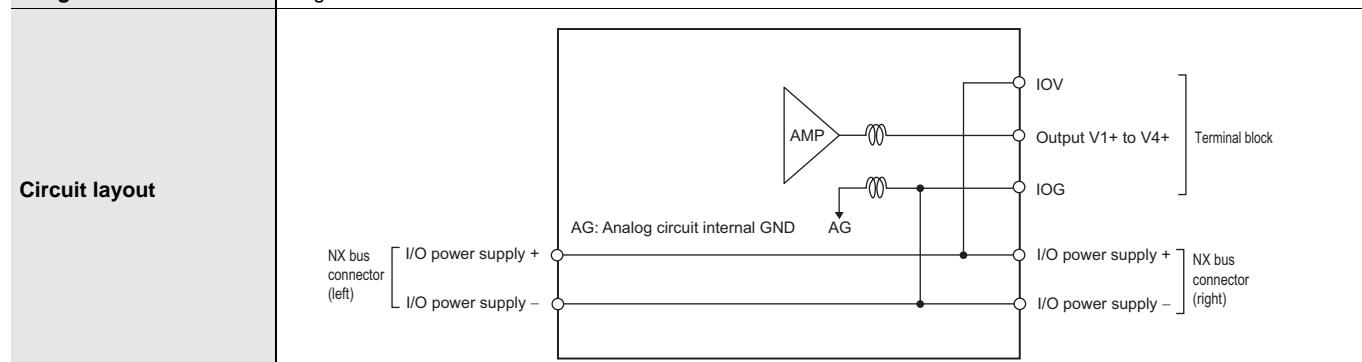 Circuit layout
IOV
AMP
Output V1+ to V4+
Terminal block
IOG
AG: Analog circuit internal GND
AG
NX bus
connector
(left)
I/O power supply +
I/O power supply −
I/O power supply +
I/O power supply −
NX bus
connector
(right)